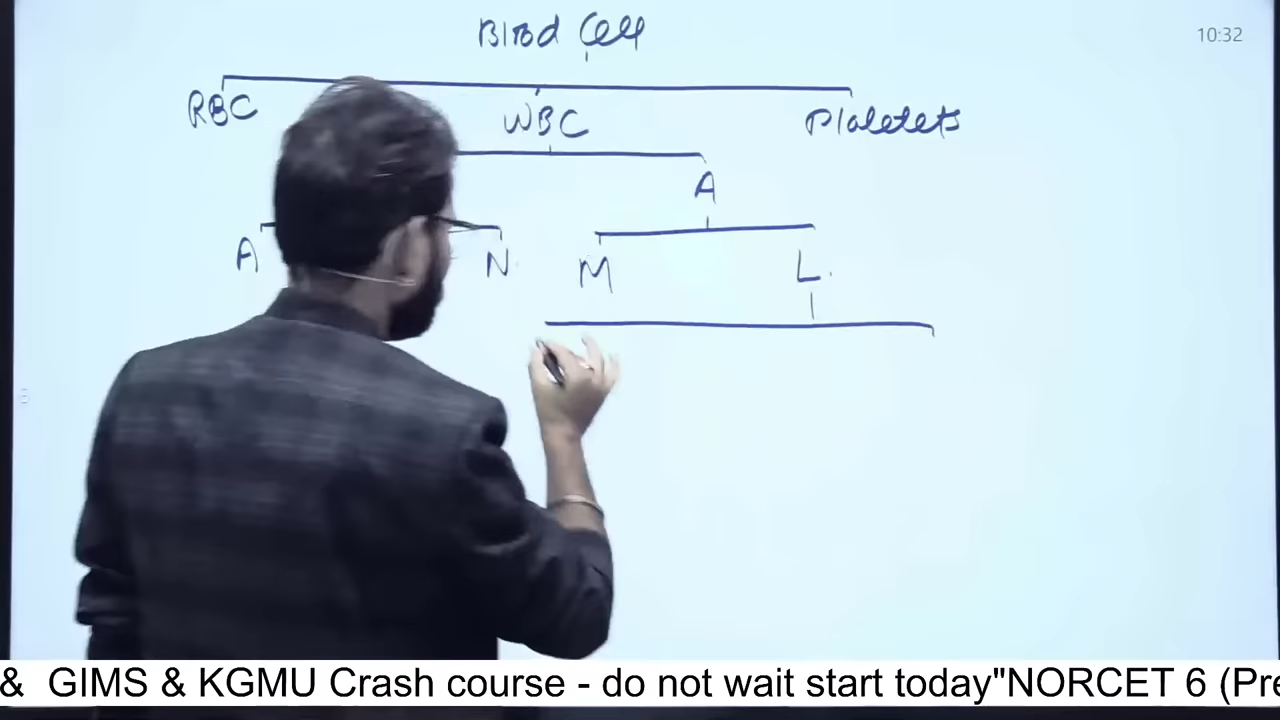 Blood Cell
10:32
RBC WBC Platelets
A
A N. M L.
& GIMS & KGMU Crash course - do not wait start today"NORCET 6 (Pre